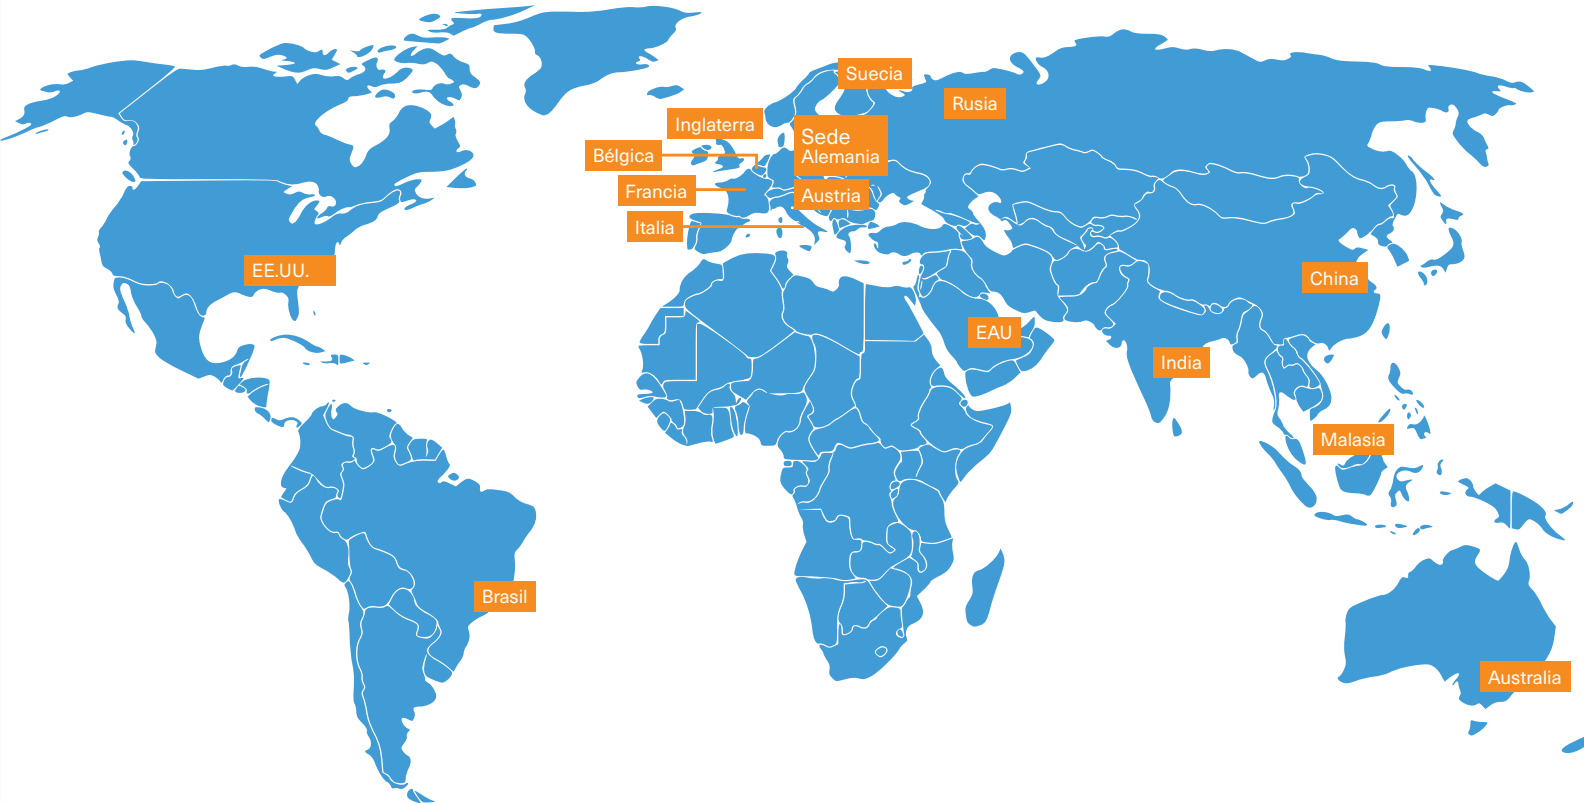 Suecia
Rusia
Inglaterra
Sede
Alemania
Bélgica
Francia
Austria
Italia
EE.UU.
China
EAU
India
Malasia
Brasil
Australia